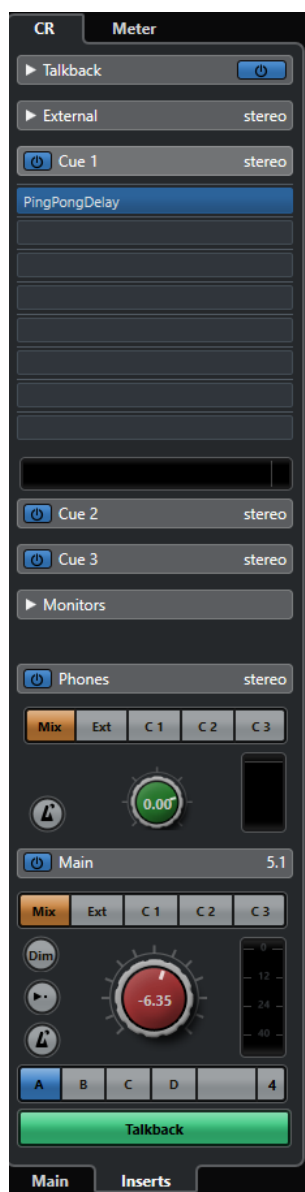 CR Meter
Talkback
External stereo
Cue 1 stereo
PingPongDelay
Cue 2 stereo
Cue 3 stereo
Monitors
Phones stereo
Mix Ext C 1 C 2 C 3
0.00
Main 5.1
Mix Ext C 1 C 2 C 3
Dim
0
12
-6.35
24
40
A B C D 4
Talkback
Main Inserts